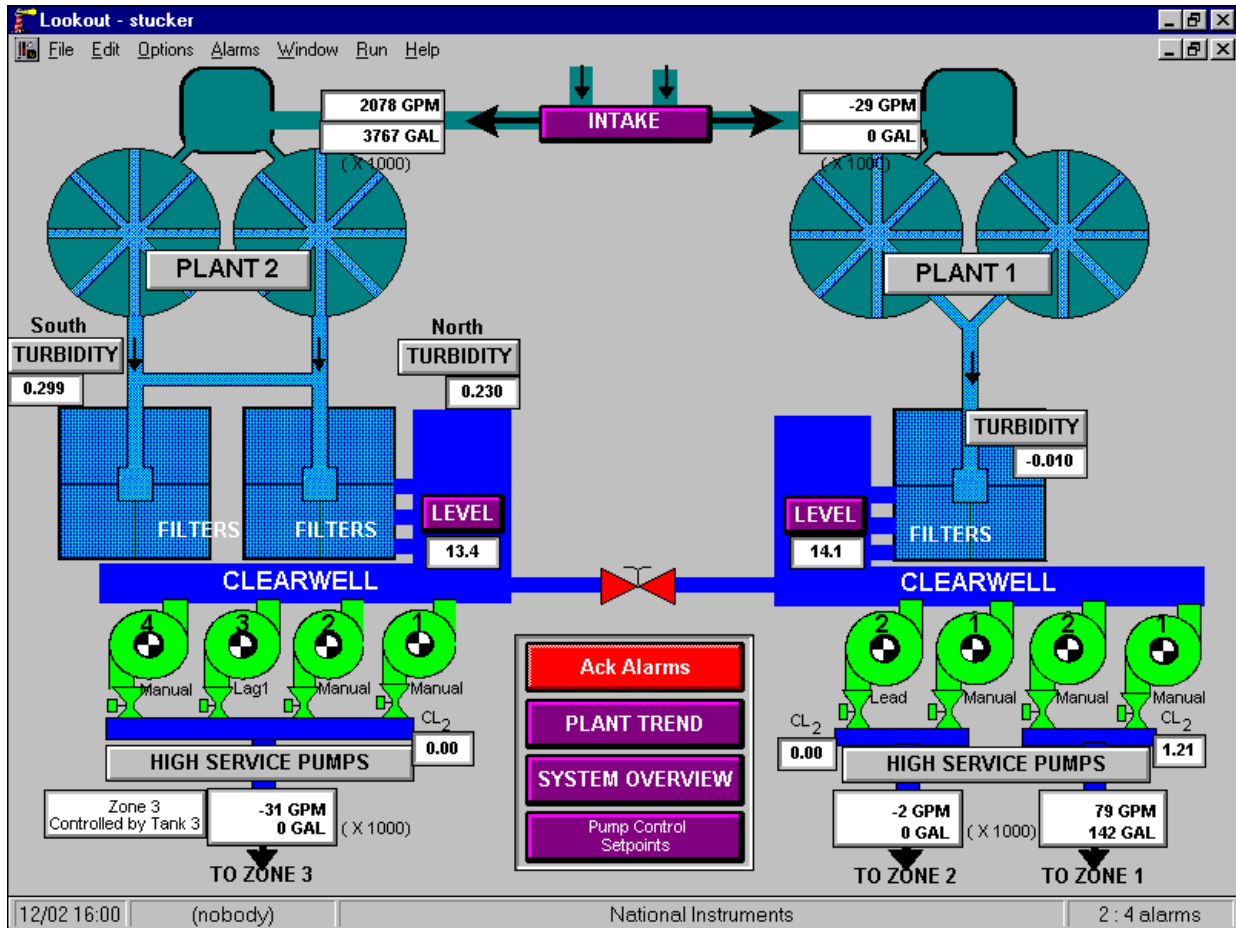 Lookout - stucker
File Edit Options Alarms Window Run Help
2078 GPM
3767 GAL
( X 1000)
INTAKE
-29 GPM
0 GAL
( X 1000)
PLANT 2
PLANT 1
South
TURBIDITY
0.299
North
TURBIDITY
0.230
TURBIDITY
-0.010
FILTERS
FILTERS
LEVEL
13.4
LEVEL
14.1
FILTERS
CLEARWELL
CLEARWELL
4 3 2 1
Manual Lag1 Manual Manual
2 1 2 1
Lead Manual Manual Manual
Ack Alarms
PLANT TREND
SYSTEM OVERVIEW
Pump Control
Setpoints
CL2
0.00
HIGH SERVICE PUMPS
CL2
0.00
CL2
1.21
HIGH SERVICE PUMPS
Zone 3
Controlled by Tank 3
-31 GPM
0 GAL
( X 1000)
-2 GPM
0 GAL
( X 1000)
79 GPM
142 GAL
TO ZONE 3
TO ZONE 2
TO ZONE 1
12/02 16:00 (nobody) National Instruments 2 : 4 alarms